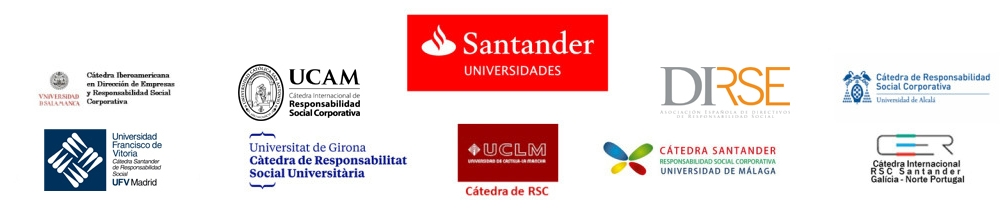 Santander
UNIVERSIDADES
Cátedra Iberoamericana
en Dirección de Empresas
y Responsabilidad Social
Corporativa
VNiVERSiDAD
D SALAMANCA
UCAM
Cátedra Internacional de
Responsabilidad
Social Corporativa
DIRSE
ASOCIACIÓN ESPAÑOLA DE DIRECTIVOS
DE RESPONSABILIDAD SOCIAL
Cátedra de Responsabilidad
Social Corporativa
Universidad de Alcalá
Universidad
Francisco de
Vitoria
Cátedra Santander
de Responsabilidad
Social
UFV Madrid
Universitat de Girona
Càtedra de Responsabilitat
Social Universitària
UCLM
UNIVERSIDAD DE CASTILLA-LA MANCHA
Cátedra de RSC
CÁTEDRA SANTANDER
RESPONSABILIDAD SOCIAL CORPORATIVA
UNIVERSIDAD DE MÁLAGA
CER
Cátedra Internacional
RSC Santander
Galícia - Norte Portugal